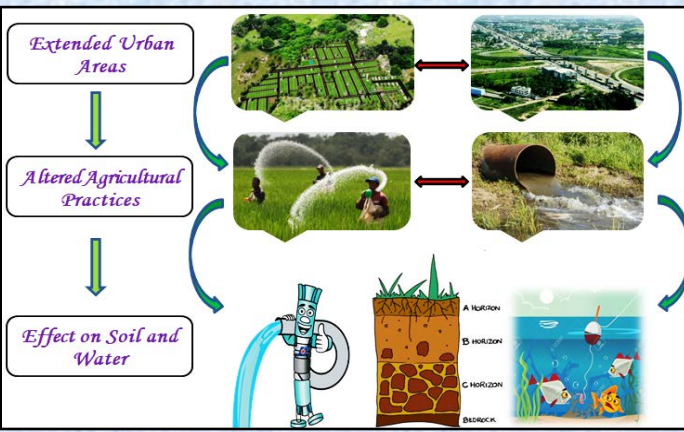 Extended Urban
Areas
Altered Agricultural
Practices
Effect on Soil and
Water
A HORIZON
B HORIZON
C HORIZON
BEDROCK